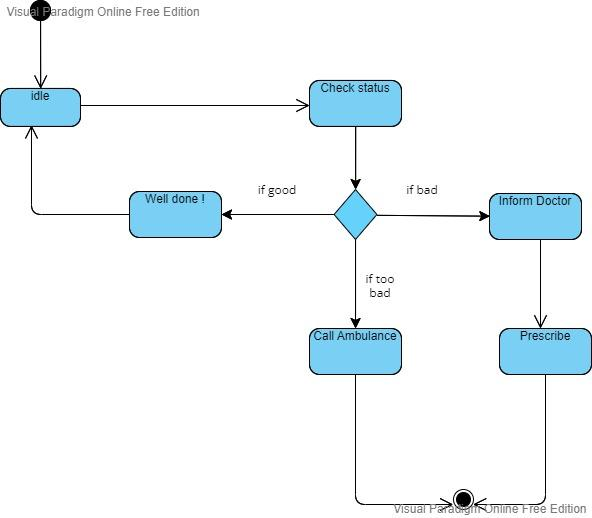 Visual Paradigm Online Free Edition
idle
Check status
Well done !
if good
if bad
Inform Doctor
if too
bad
Call Ambulance
Prescribe
Visual Paradigm Online Free Edition